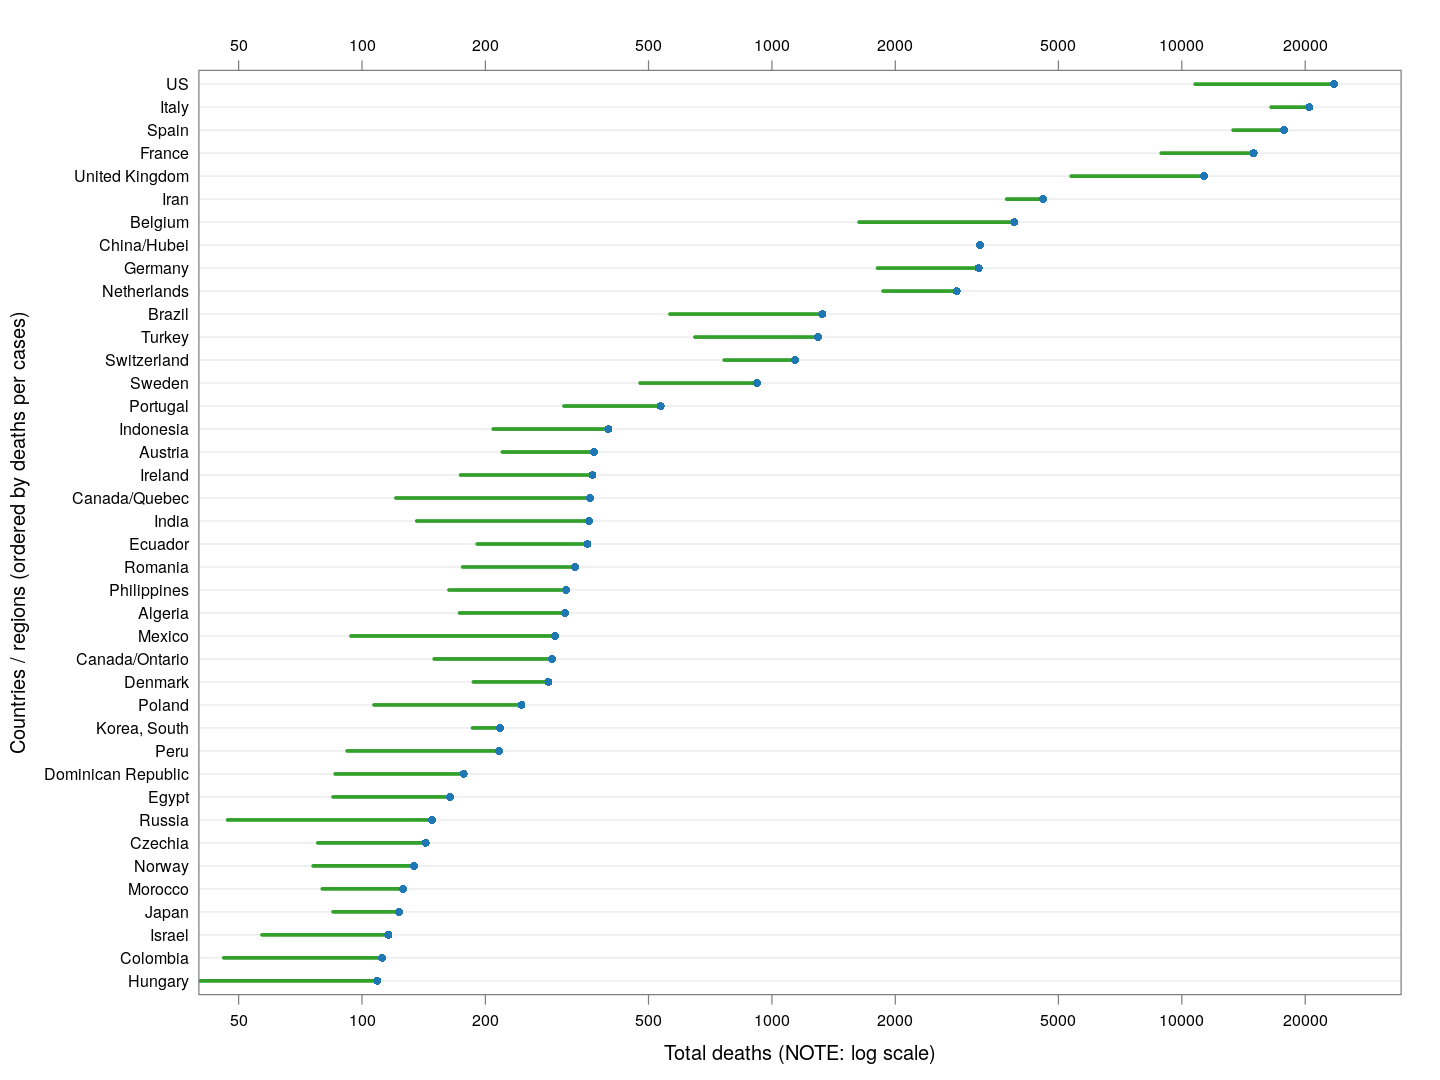 50 100 200 500 1000 2000 5000 10000 20000
US
Italy
Spain
France
United Kingdom
Iran
Belgium
China/Hubei
Germany
Netherlands
Brazil
Turkey
Switzerland
Sweden
Portugal
Indonesia
Austria
Ireland
Canada/Quebec
India
Ecuador
Romania
Philippines
Algeria
Mexico
Canada/Ontario
Denmark
Poland
Korea, South
Peru
Dominican Republic
Egypt
Russia
Czechia
Norway
Morocco
Japan
Israel
Colombia
Hungary
50 100 200 500 1000 2000 5000 10000 20000
Total deaths (NOTE: log scale)
Countries / regions (ordered by deaths per cases)